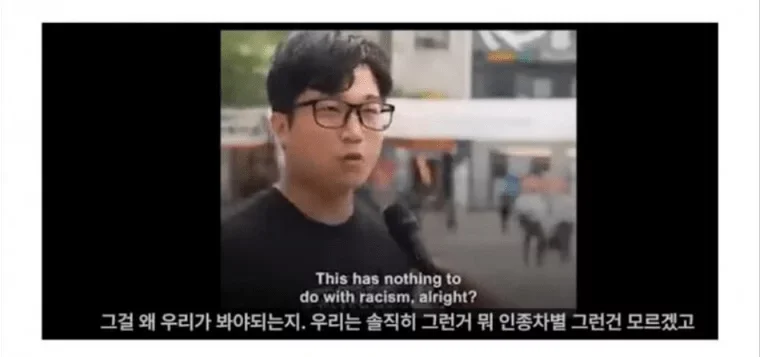 This has nothing to
do with racism, alright?
그걸 왜 우리가 봐야되는지. 우리는 솔직히 그런거 뭐 인종차별 그런건 모르겠고